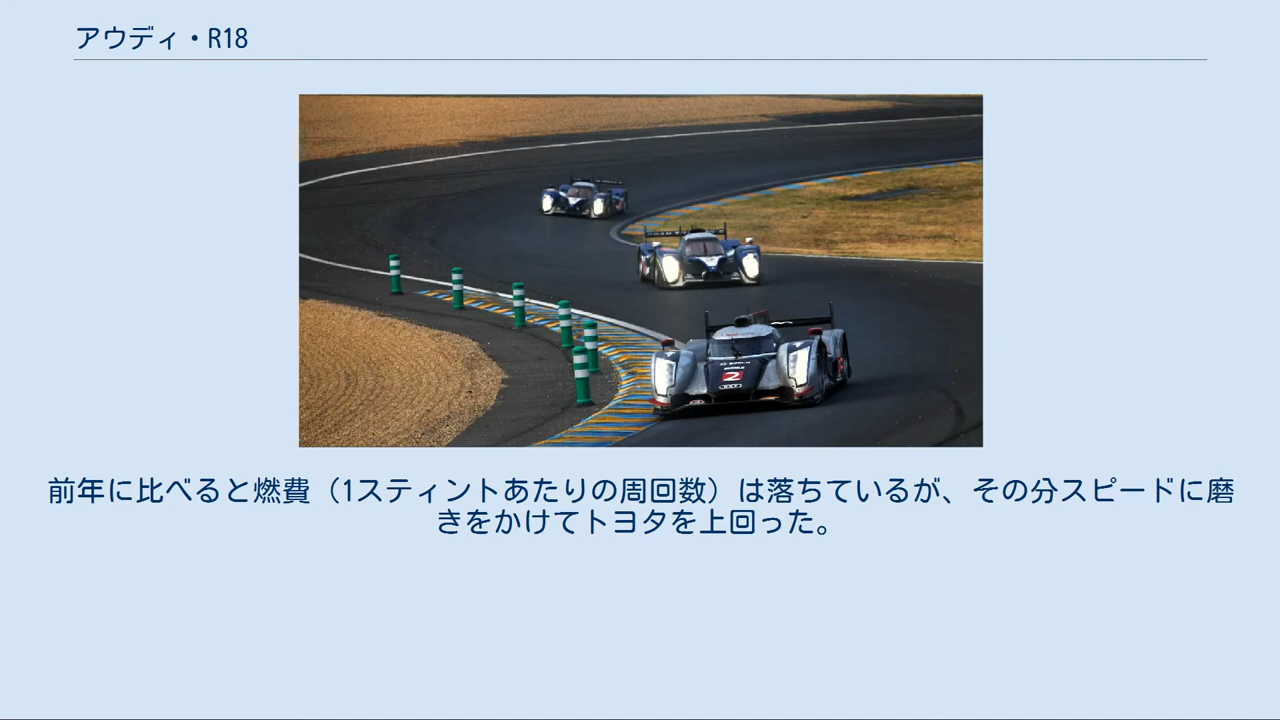 アウディ・R18
2
前年に比べると燃費（1スティントあたりの周回数）は落ちているが、その分スピードに磨
きをかけてトヨタを上回った。